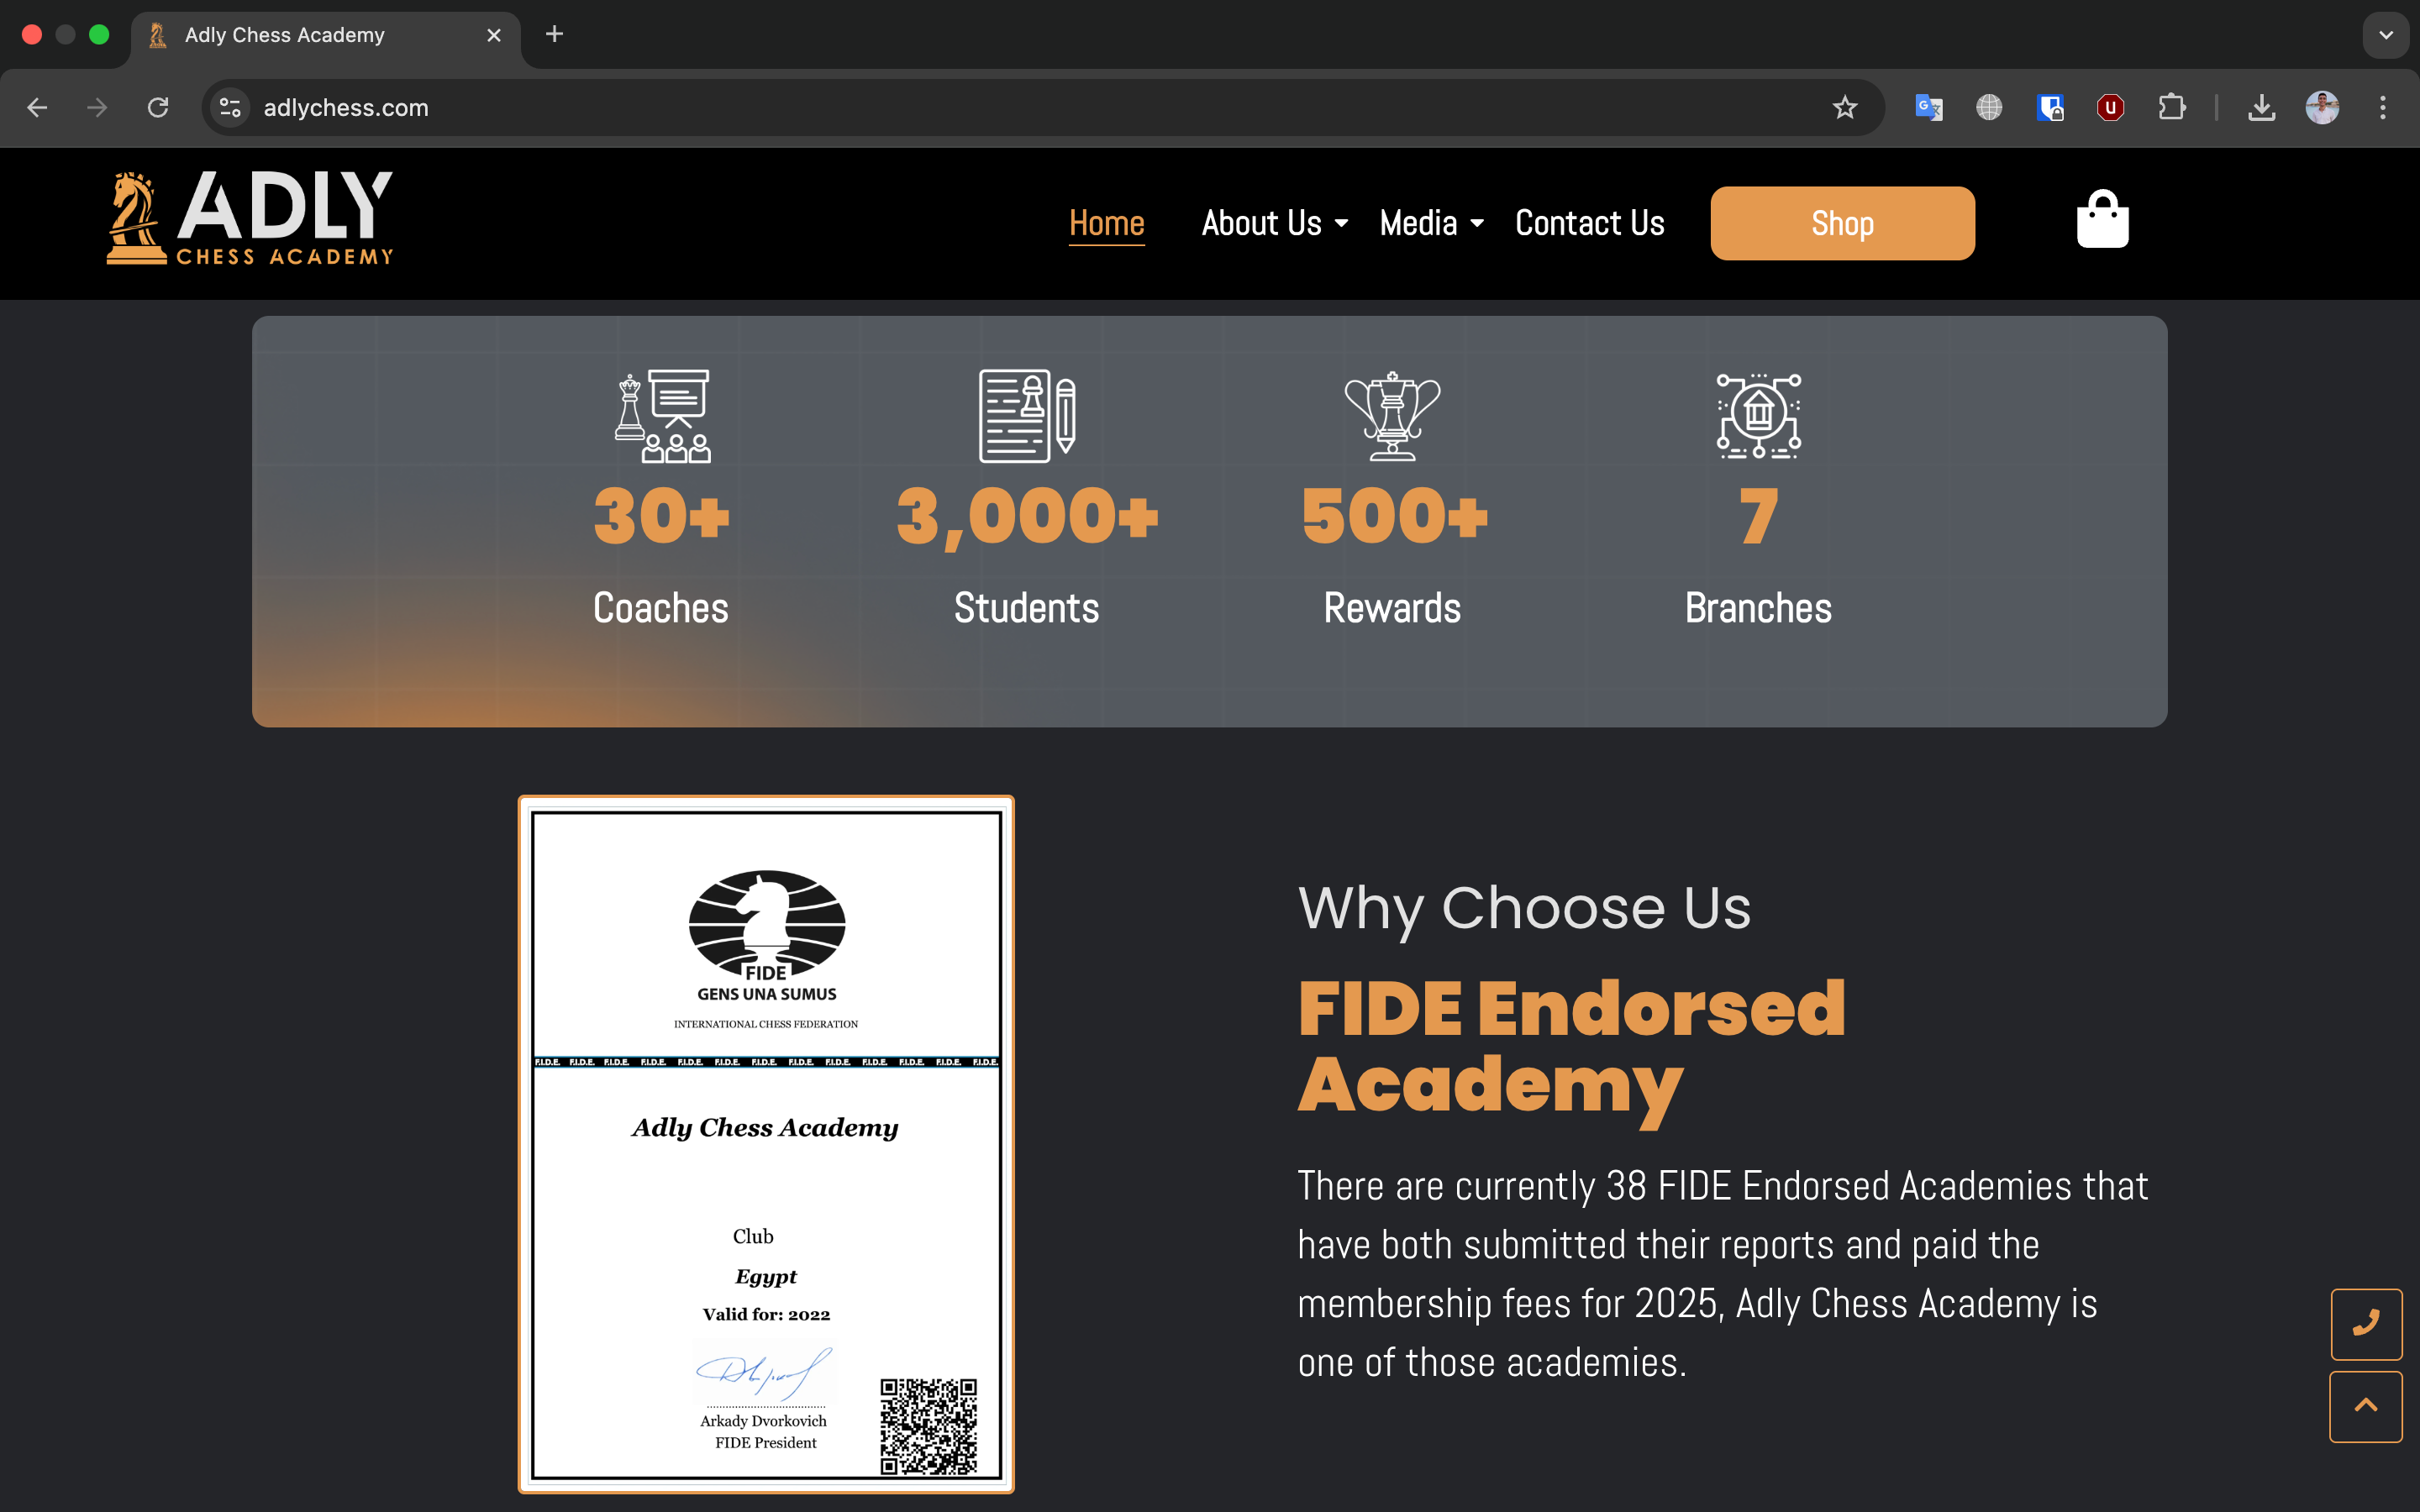 Adly Chess Academy
adlychess.com
ADLY
CHESS ACADEMY
Home
About Us
Media
Contact Us
Shop
30+
3,000+
500+
7
Coaches
Students
Rewards
Branches
FIDE
GENS UNA SUMUS
INTERNATIONAL CHESS FEDERATION
F.I.D.E. F.I.D.E. F.I.D.E. F.I.D.E. F.I.D.E. F.I.D.E. F.I.D.E. F.I.D.E. F.I.D.E. F.I.D.E. F.I.D.E. F.I.D.E. F.I.D.E.
Adly Chess Academy
Club
Egypt
Valid for: 2022
Arkady Dvorkovich
FIDE President
Why Choose Us
FIDE Endorsed
Academy
There are currently 38 FIDE Endorsed Academies that
have both submitted their reports and paid the
membership fees for 2025, Adly Chess Academy is
one of those academies.